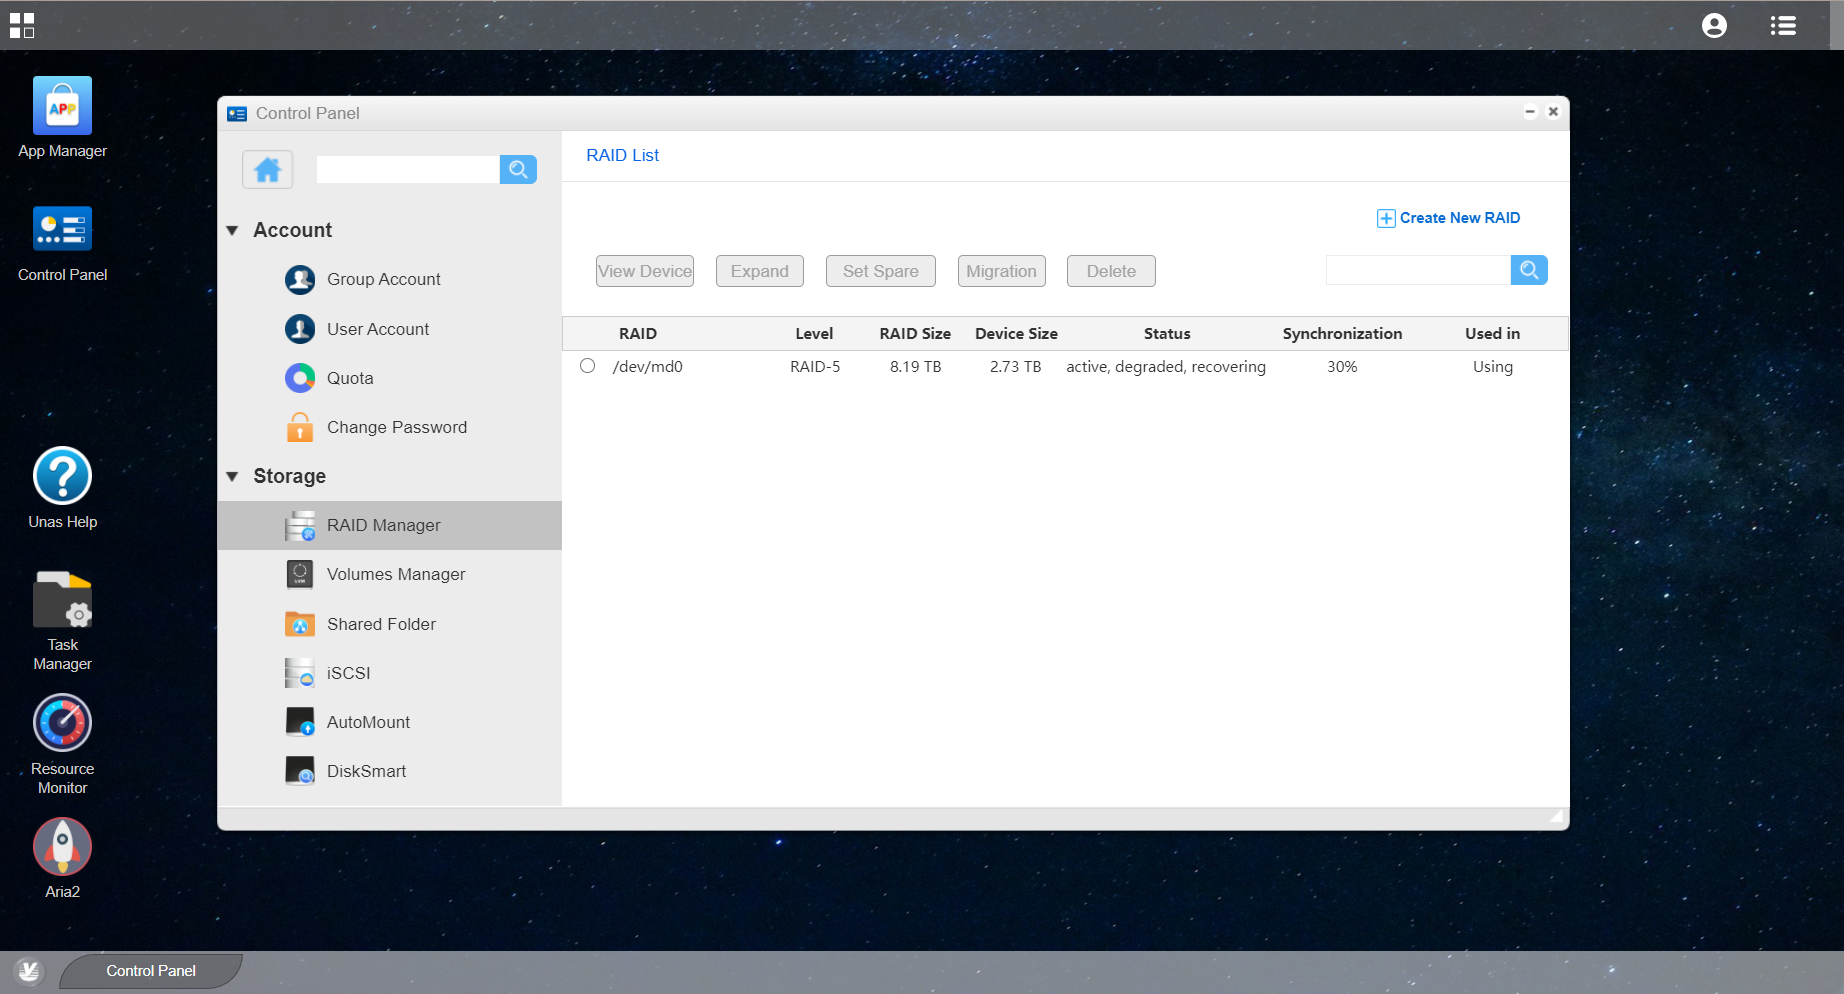 App Manager
Control Panel
Unas Help
Task
Manager
Resource
Monitor
Aria2
Control Panel
Account
Group Account
User Account
Quota
Change Password
Storage
RAID Manager
Volumes Manager
Shared Folder
iSCSI
AutoMount
DiskSmart
RAID List
Create New RAID
View Device Expand Set Spare Migration Delete
RAID Level RAID Size Device Size Status Synchronization Used in
/dev/md0 RAID-5 8.19 TB 2.73 TB active, degraded, recovering 30% Using
Control Panel
APP